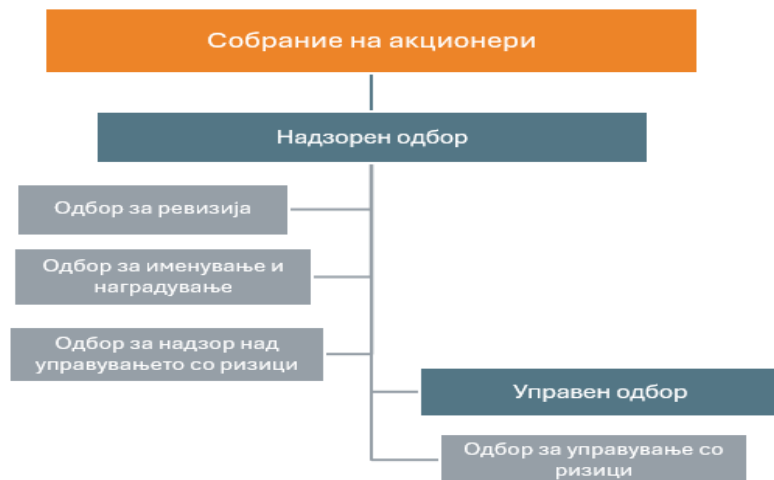 Собрание на акционери
Надзорен одбор
Одбор за ревизија
Одбор за именување и
наградување
Одбор за надзор над
управувањето со ризици
Управен одбор
Одбор за управување со
ризици